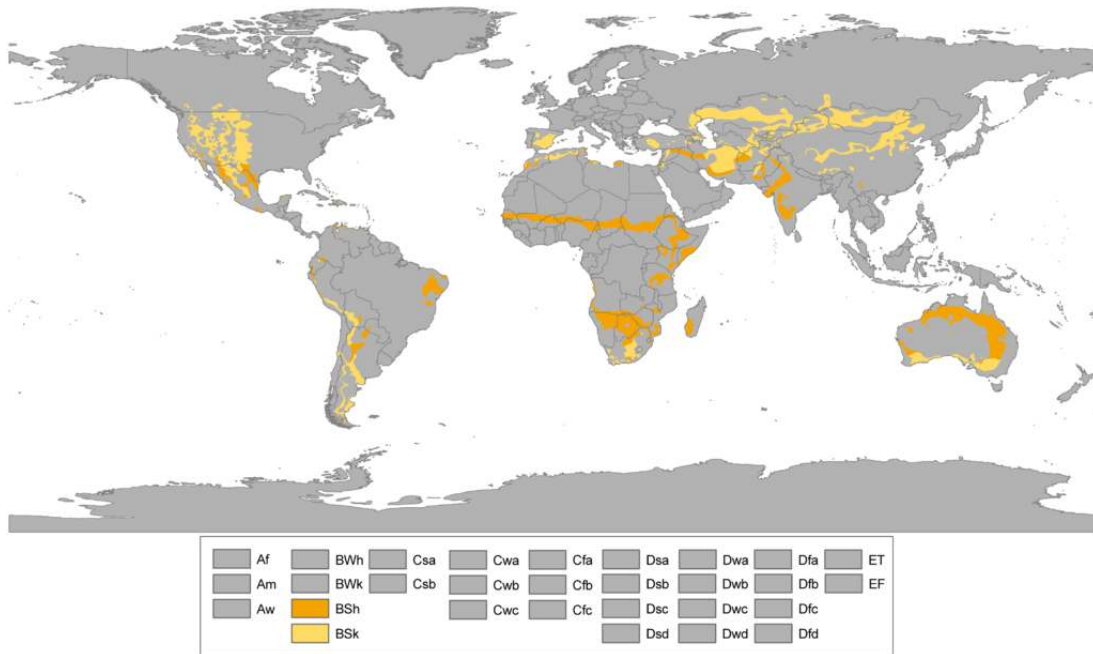 Af BWh Csa Cwa Cfa Dsa Dwa Dfa ET
Am BWk Csb Cwb Cfb Dsb Dwb Dfb EF
Aw BSh Cwc Cfc Dsc Dwc Dfc
BSk Dsd Dwd Dfd